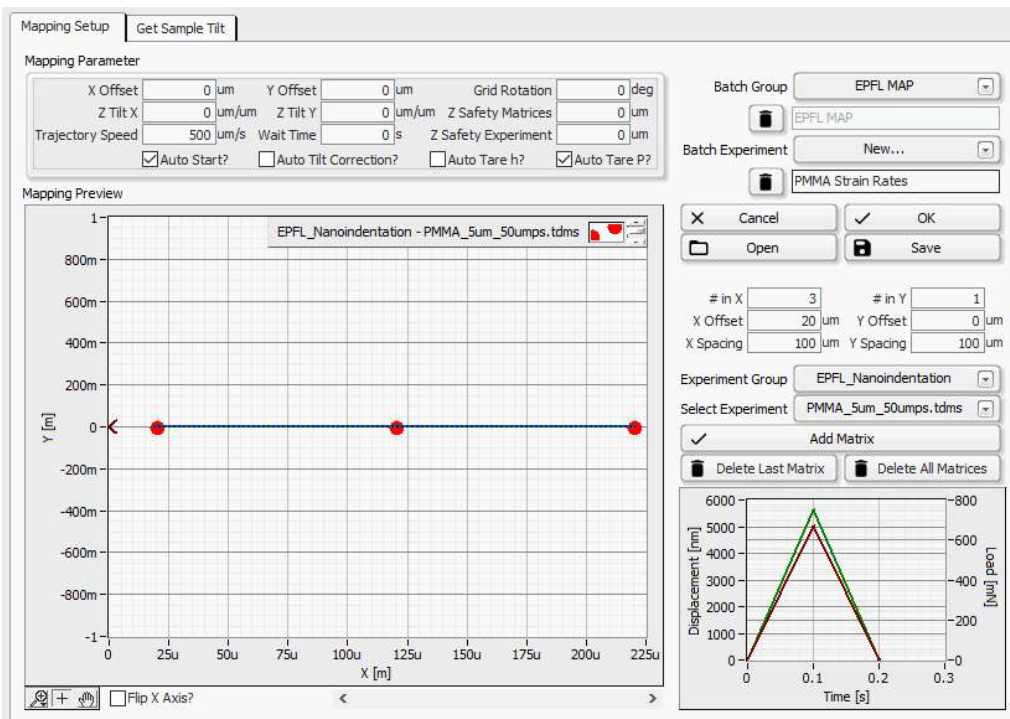 Mapping Setup
Get Sample Tilt
Mapping Parameter
X Offset 0 um Y Offset 0 um Grid Rotation 0 deg
Z Tilt X 0 um/um Z Tilt Y 0 um/um Z Safety Matrices 0 um
Trajectory Speed 500 um/s Wait Time 0 s Z Safety Experiment 0 um
Auto Start? Auto Tilt Correction? Auto Tare h? Auto Tare P?
Mapping Preview
EPFL_Nanoindentation - PMMA_5um_50umps.tdms
1
800m
600m
400m
200m
0
-200m
-400m
-600m
-800m
-1
Y [m]
0 25u 50u 75u 100u 125u 150u 175u 200u 225u
X [m]
Flip X Axis?
Batch Group EPFL MAP
EPFL MAP
Batch Experiment New...
PMMA Strain Rates
Cancel OK
Open Save
# in X 3 # in Y 1
X Offset 20 um Y Offset 0 um
X Spacing 100 um Y Spacing 100 um
Experiment Group EPFL_Nanoindentation
Select Experiment PMMA_5um_50umps.tdms
Add Matrix
Delete Last Matrix Delete All Matrices
6000
5000
4000
3000
2000
1000
0
Displacement [nm]
800
600
400
200
0
Load [mN]
0 0.1 0.2 0.3
Time [s]